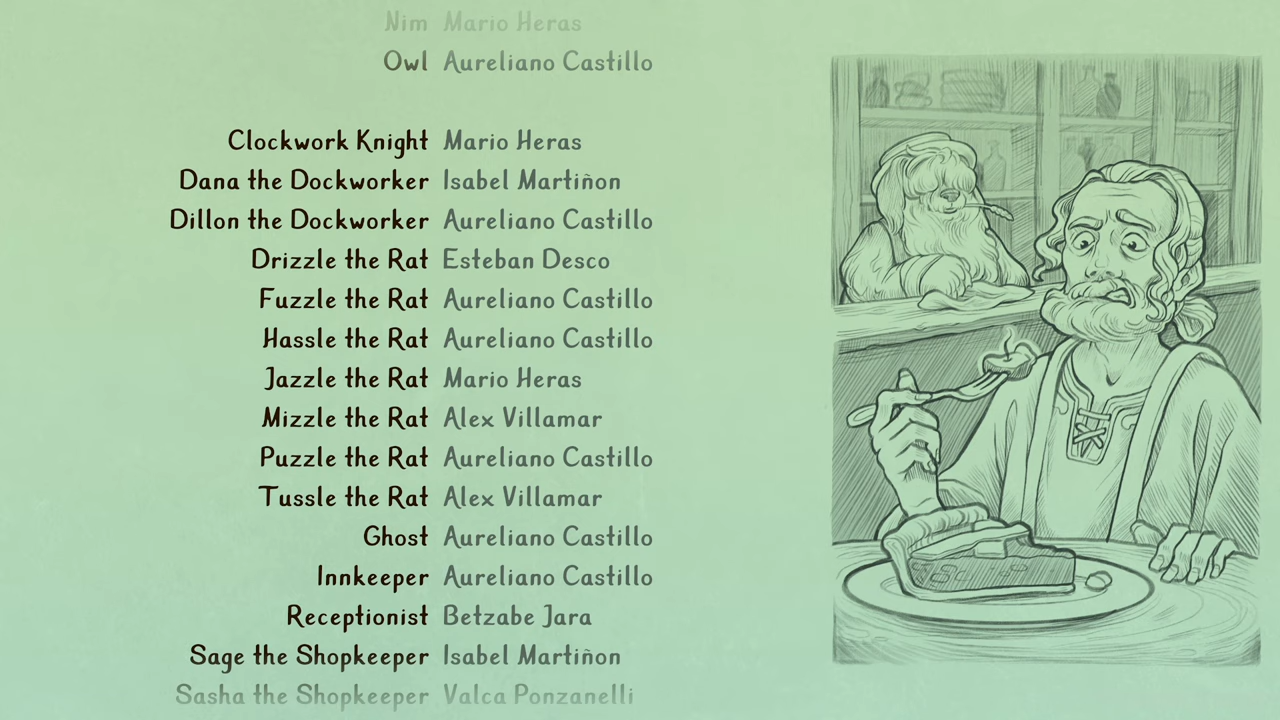 Nim Mario Heras
Owl Aureliano Castillo
Clockwork Knight Mario Heras
Dana the Dockworker Isabel Martiñon
Dillon the Dockworker Aureliano Castillo
Drizzle the Rat Esteban Desco
Fuzzle the Rat Aureliano Castillo
Hassle the Rat Aureliano Castillo
Jazzle the Rat Mario Heras
Mizzle the Rat Alex Villamar
Puzzle the Rat Aureliano Castillo
Tussle the Rat Alex Villamar
Ghost Aureliano Castillo
Innkeeper Aureliano Castillo
Receptionist Betzabe Jara
Sage the Shopkeeper Isabel Martiñon
Sasha the Shopkeeper Valca Ponzanelli